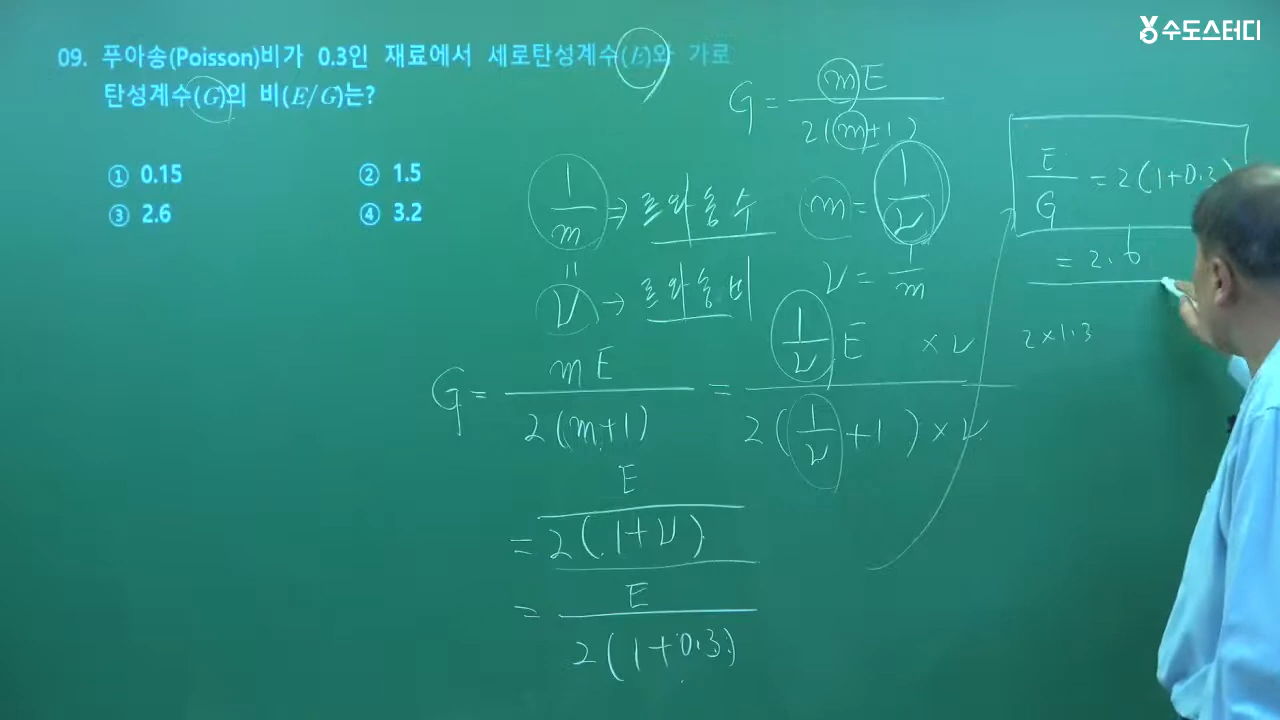 수도스터디
09. 푸아송(Poisson)비가 0.3인 재료에서 세로탄성계수(E)와 가로
탄성계수(G)의 비(E/G)는?
① 0.15
② 1.5
③ 2.6
④ 3.2
G = mE / 2(m+1)
1/m → 프와송수
m = 1/ν
=
ν → 프와송비
ν = 1/m
G = mE / 2(m+1) = 1/ν E × ν / 2(1/ν + 1) × ν
= E / 2(1+ν)
= E / 2(1+0.3)
E/G = 2(1+0.3)
= 2.6
2×1.3